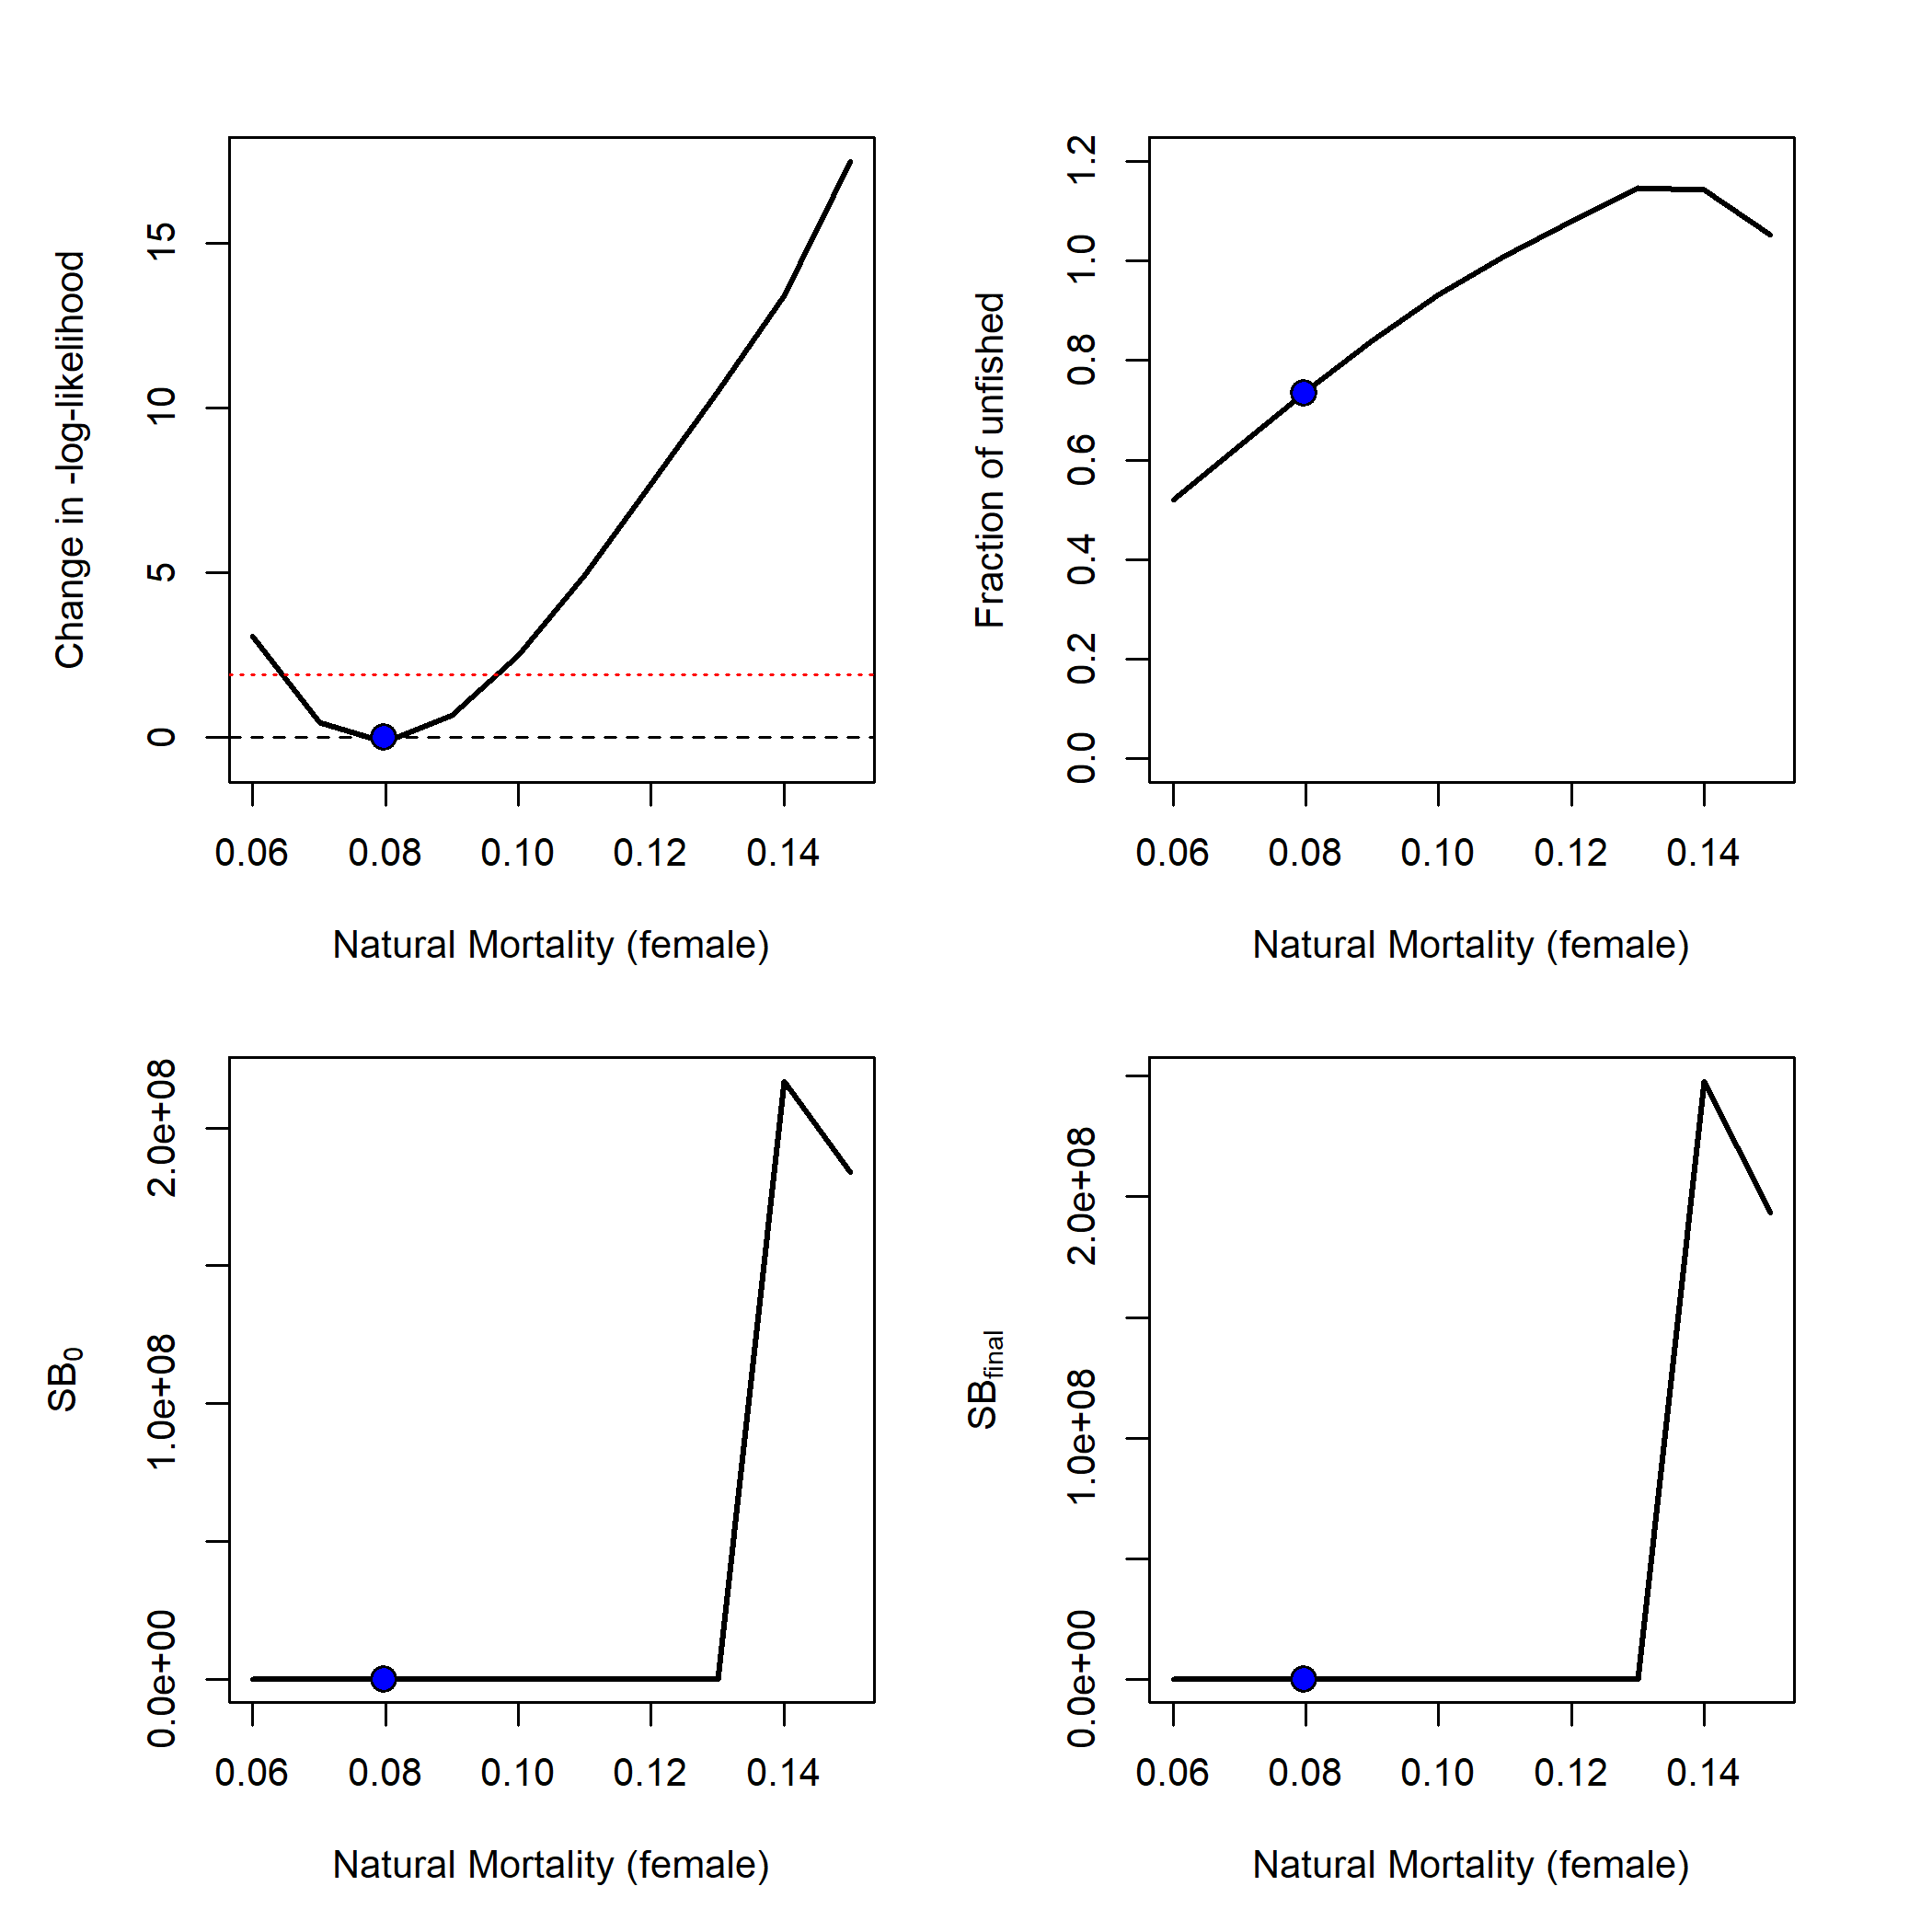 Change in -log-likelihood
0 5 10 15
0.06 0.08 0.10 0.12 0.14
Natural Mortality (female)
Fraction of unfished
0.0 0.2 0.4 0.6 0.8 1.0 1.2
0.06 0.08 0.10 0.12 0.14
Natural Mortality (female)
SB0
0.0e+00 1.0e+08 2.0e+08
0.06 0.08 0.10 0.12 0.14
Natural Mortality (female)
SBfinal
0.0e+00 1.0e+08 2.0e+08
0.06 0.08 0.10 0.12 0.14
Natural Mortality (female)